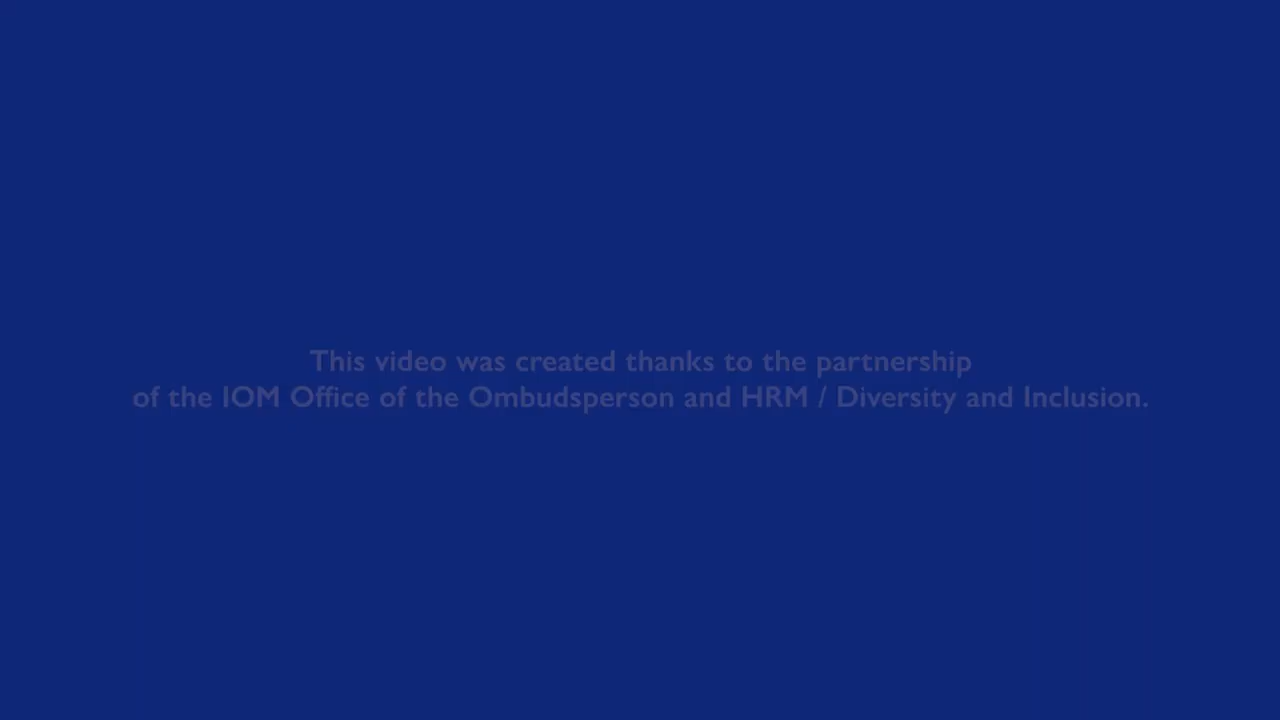 This video was created thanks to the partnership
of the IOM Office of the Ombudsperson and HRM / Diversity and Inclusion.